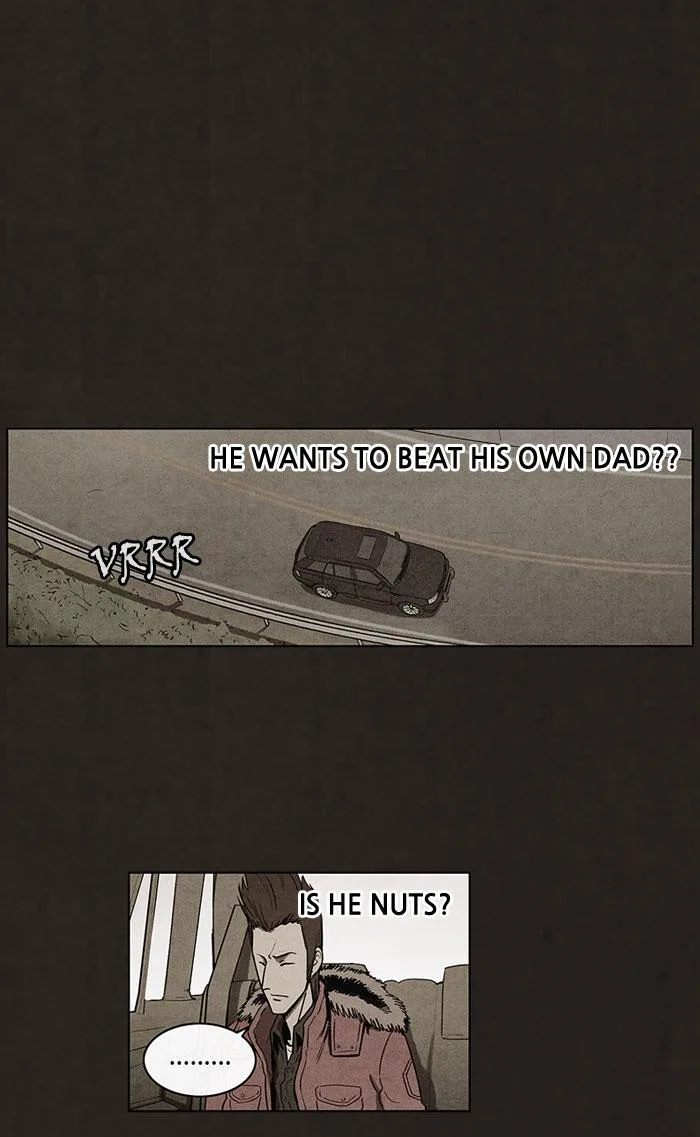 HE WANTS TO BEAT HIS OWN DAD??
VRRR
IS HE NUTS?
.........